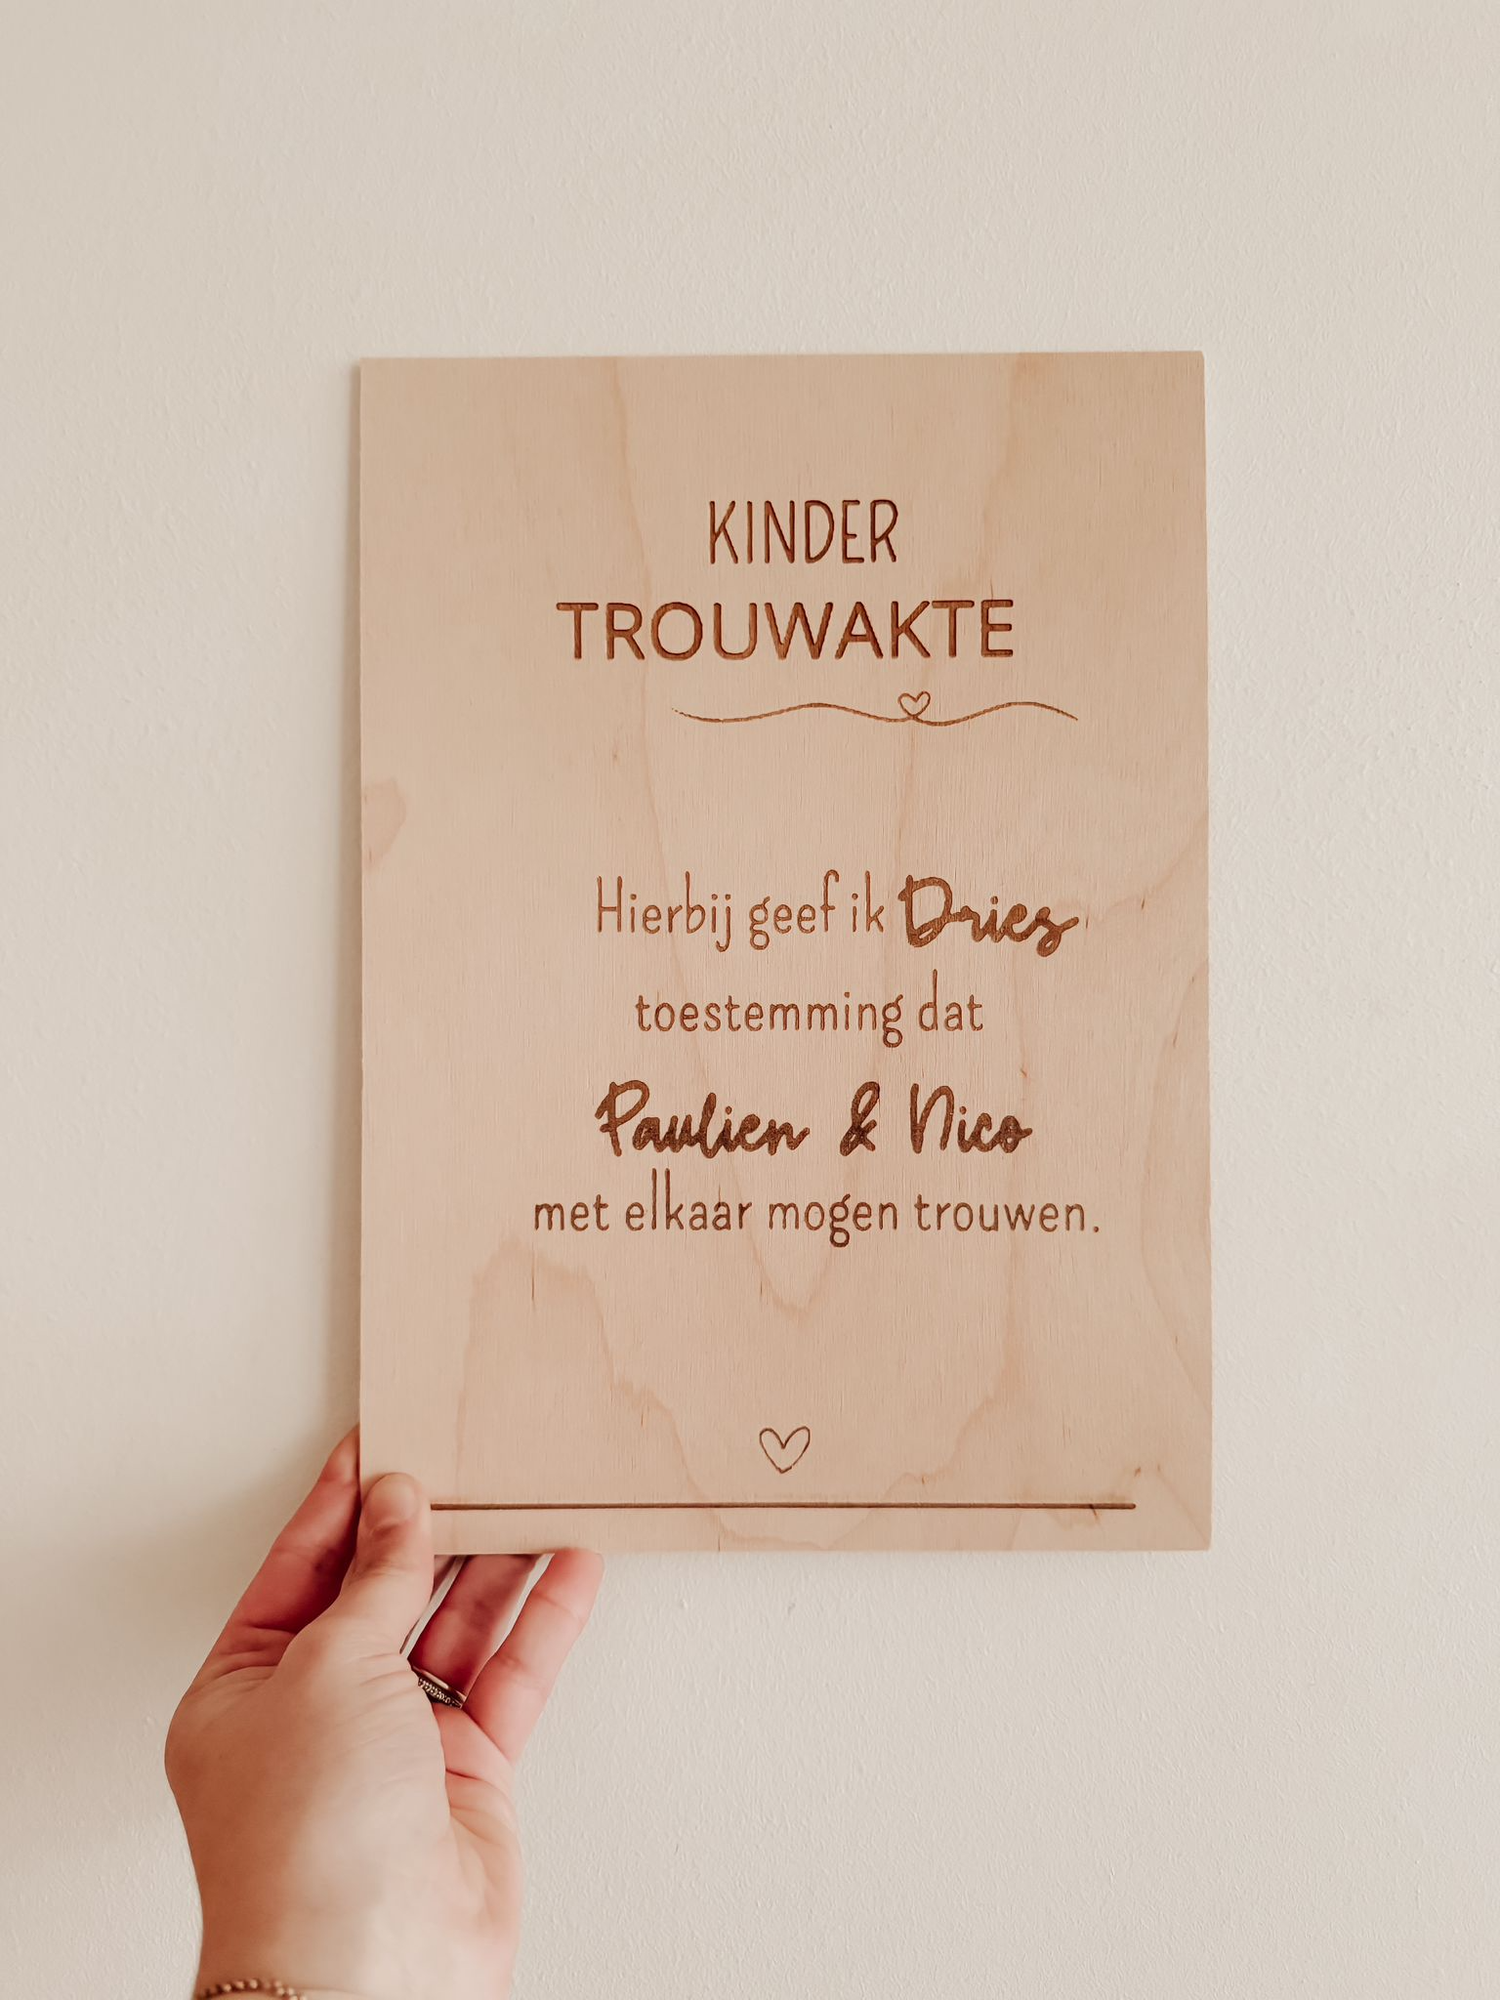 KINDER
TROUWAKTE
Hierbij geef ik Dries
toestemming dat
Paulien & Nico
met elkaar mogen trouwen.